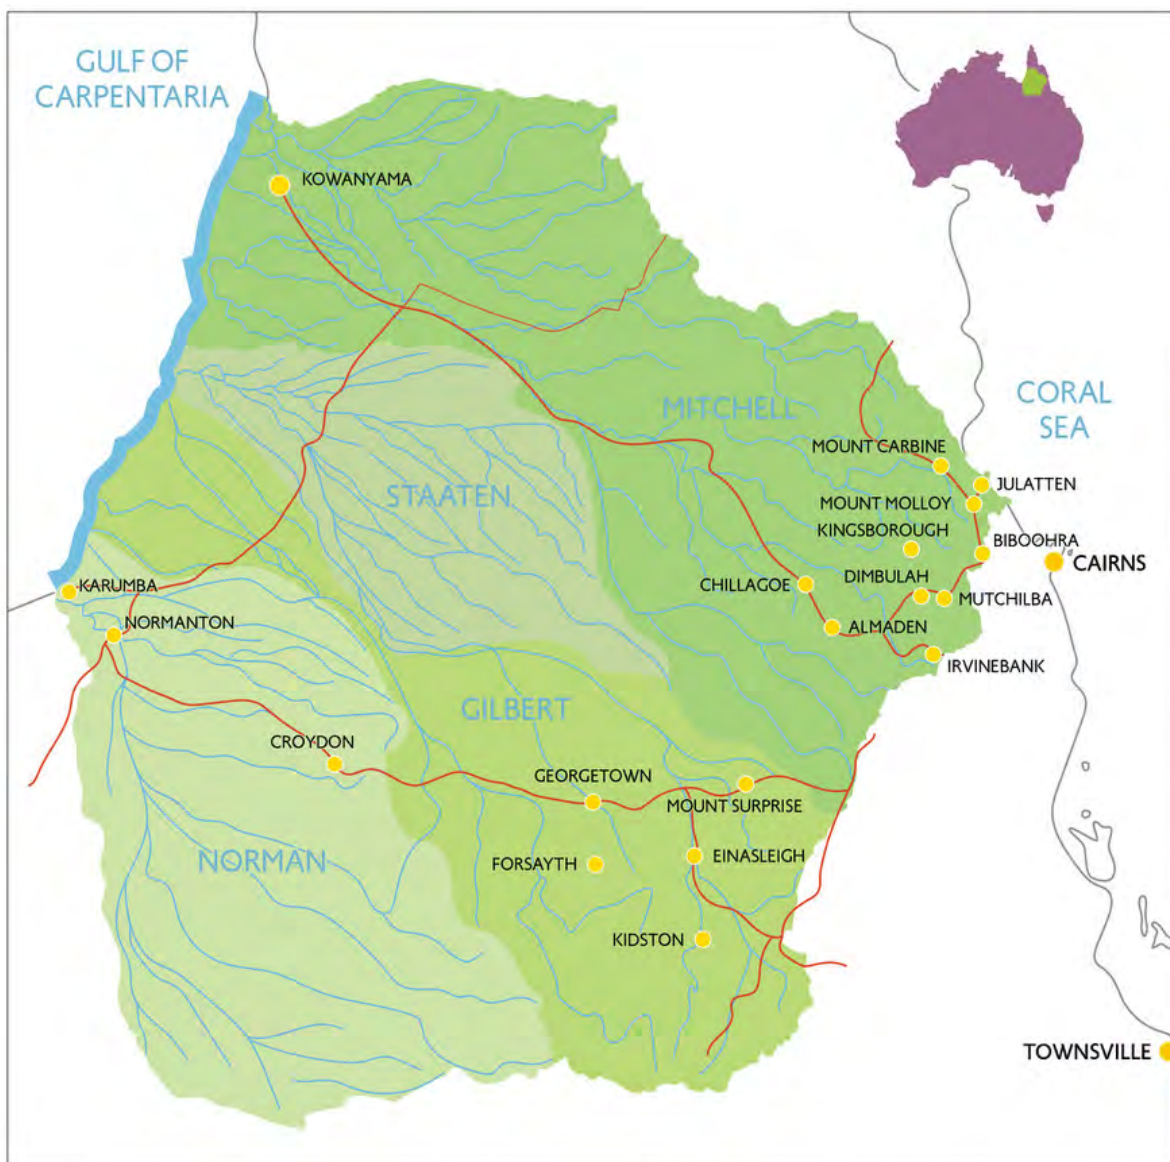 GULF OF
CARPENTARIA
KOWANYAMA
MITCHELL
CORAL
SEA
MOUNT CARBINE
JULATTEN
STAATEN
MOUNT MOLLOY
KINGSBOROUGH
BIBOOHRA
CAIRNS
KARUMBA
CHILLAGOE
DIMBULAH
MUTCHILBA
NORMANTON
ALMADEN
IRVINEBANK
GILBERT
CROYDON
GEORGETOWN
MOUNT SURPRISE
NORMAN
FORSAYTH
EINASLEIGH
KIDSTON
TOWNSVILLE